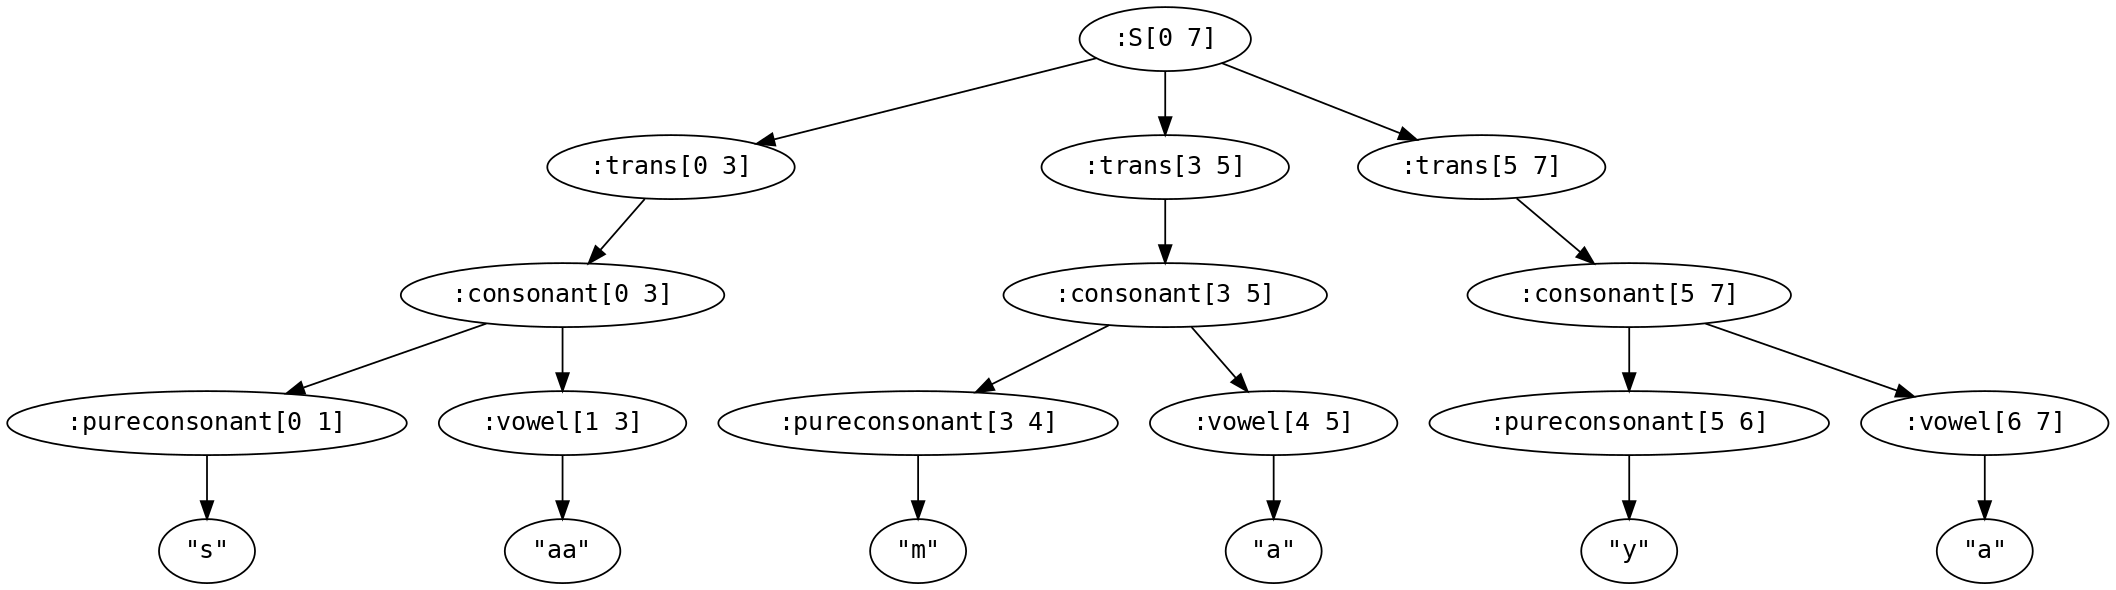 :S[0 7]
:trans[0 3] :trans[3 5] :trans[5 7]
:consonant[0 3] :consonant[3 5] :consonant[5 7]
:pureconsonant[0 1] :vowel[1 3] :pureconsonant[3 4] :vowel[4 5] :pureconsonant[5 6] :vowel[6 7]
"s" "aa" "m" "a" "y" "a"